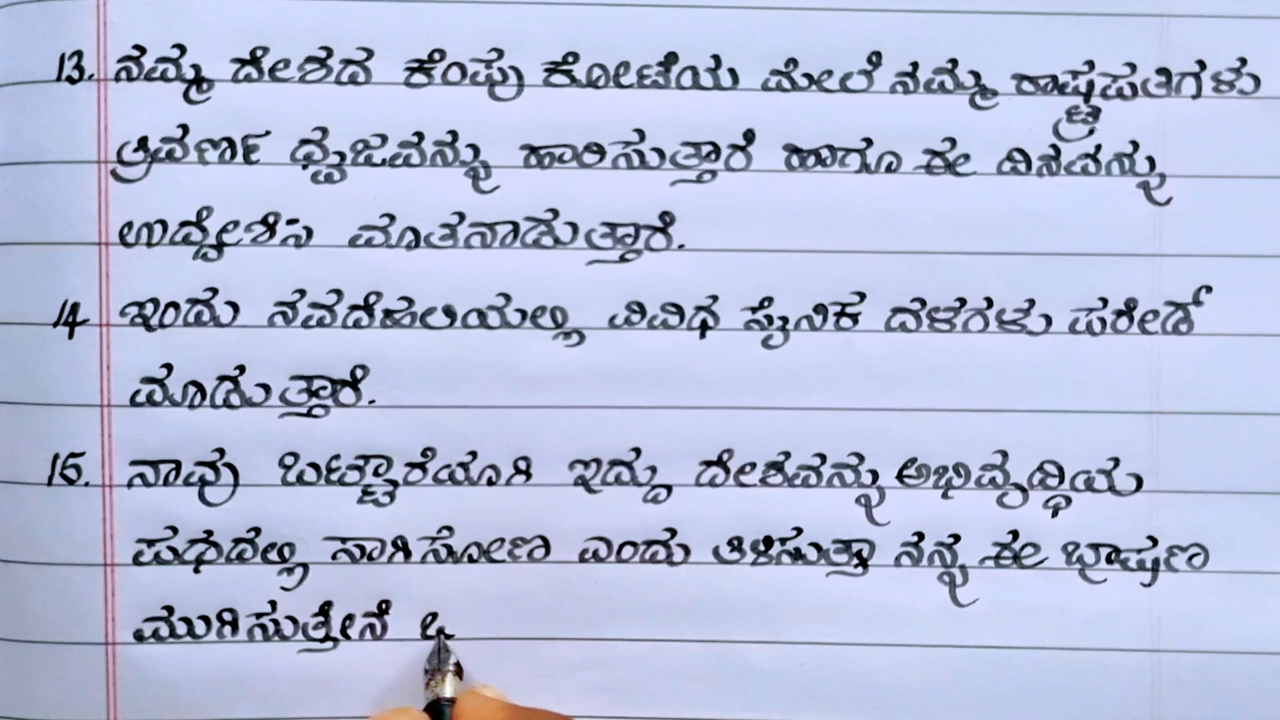 13. ನಮ್ಮ ದೇಶದ ಕೆಂಪು ಕೋಟೆಯ ಮೇಲೆ ನಮ್ಮ ರಾಷ್ಟ್ರಪತಿಗಳು
ತ್ರಿವರ್ಣ ಧ್ವಜವನ್ನು ಹಾರಿಸುತ್ತಾರೆ ಹಾಗೂ ಈ ದಿನವನ್ನು
ಉದ್ದೇಶಿಸಿ ಮಾತನಾಡುತ್ತಾರೆ.
14 ಇಂದು ನವದೆಹಲಿಯಲ್ಲಿ ವಿವಿಧ ಸೈನಿಕ ದಳಗಳು ಪರೇಡ್
ಮಾಡುತ್ತಾರೆ.
15. ನಾವು ಒಟ್ಟಾರೆಯಾಗಿ ಇದ್ದು ದೇಶವನ್ನು ಅಭಿವೃದ್ಧಿಯ
ಪಥದಲ್ಲಿ ಸಾಗಿಸೋಣ ಎಂದು ತಿಳಿಸುತ್ತಾ ನನ್ನ ಈ ಭಾಷಣ
ಮುಗಿಸುತ್ತೇನೆ